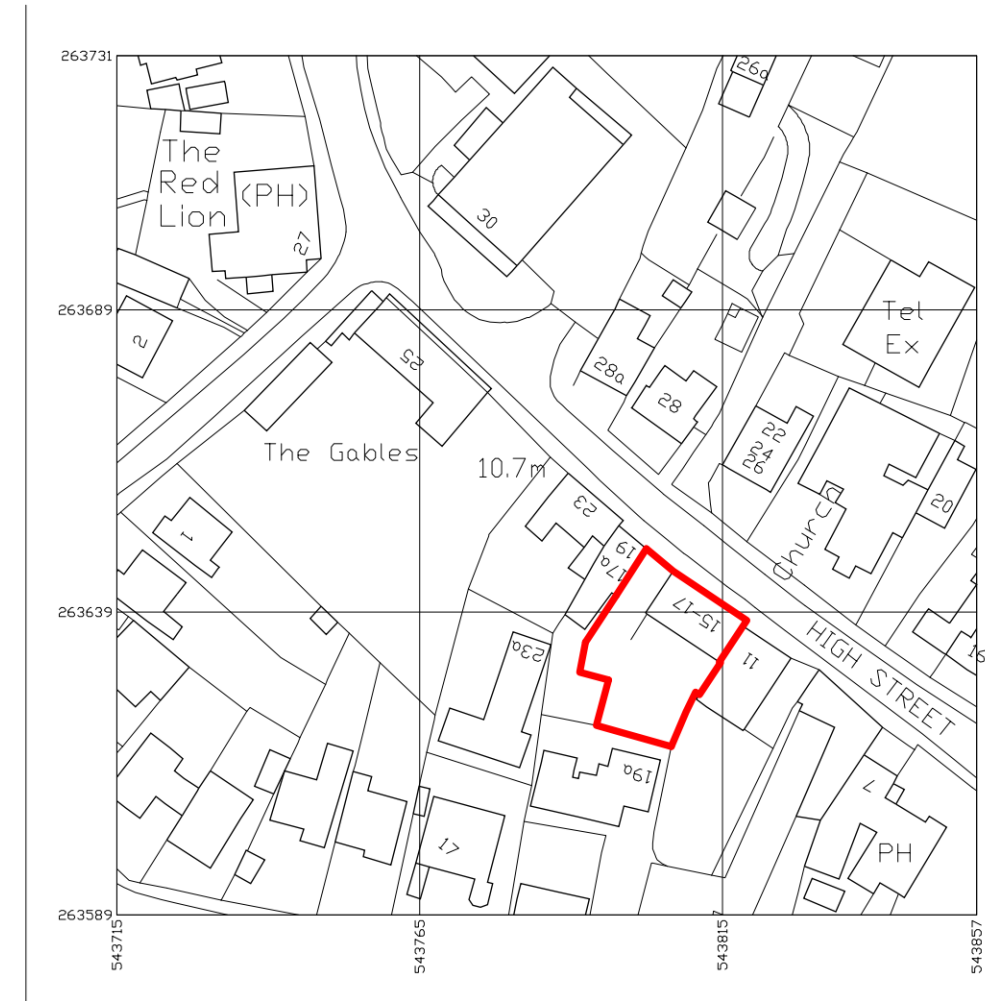 263731
26a
The
Red
Lion
(PH)
27
30
263689
Tel
Ex
2
25
28a
28
22
24
26
The Gables
10.7m
23
20
Church
1
19
17a
15-17
263639
HIGH STREET
16
23a
11
19a
7
17
PH
263589
543715
543765
543815
543857